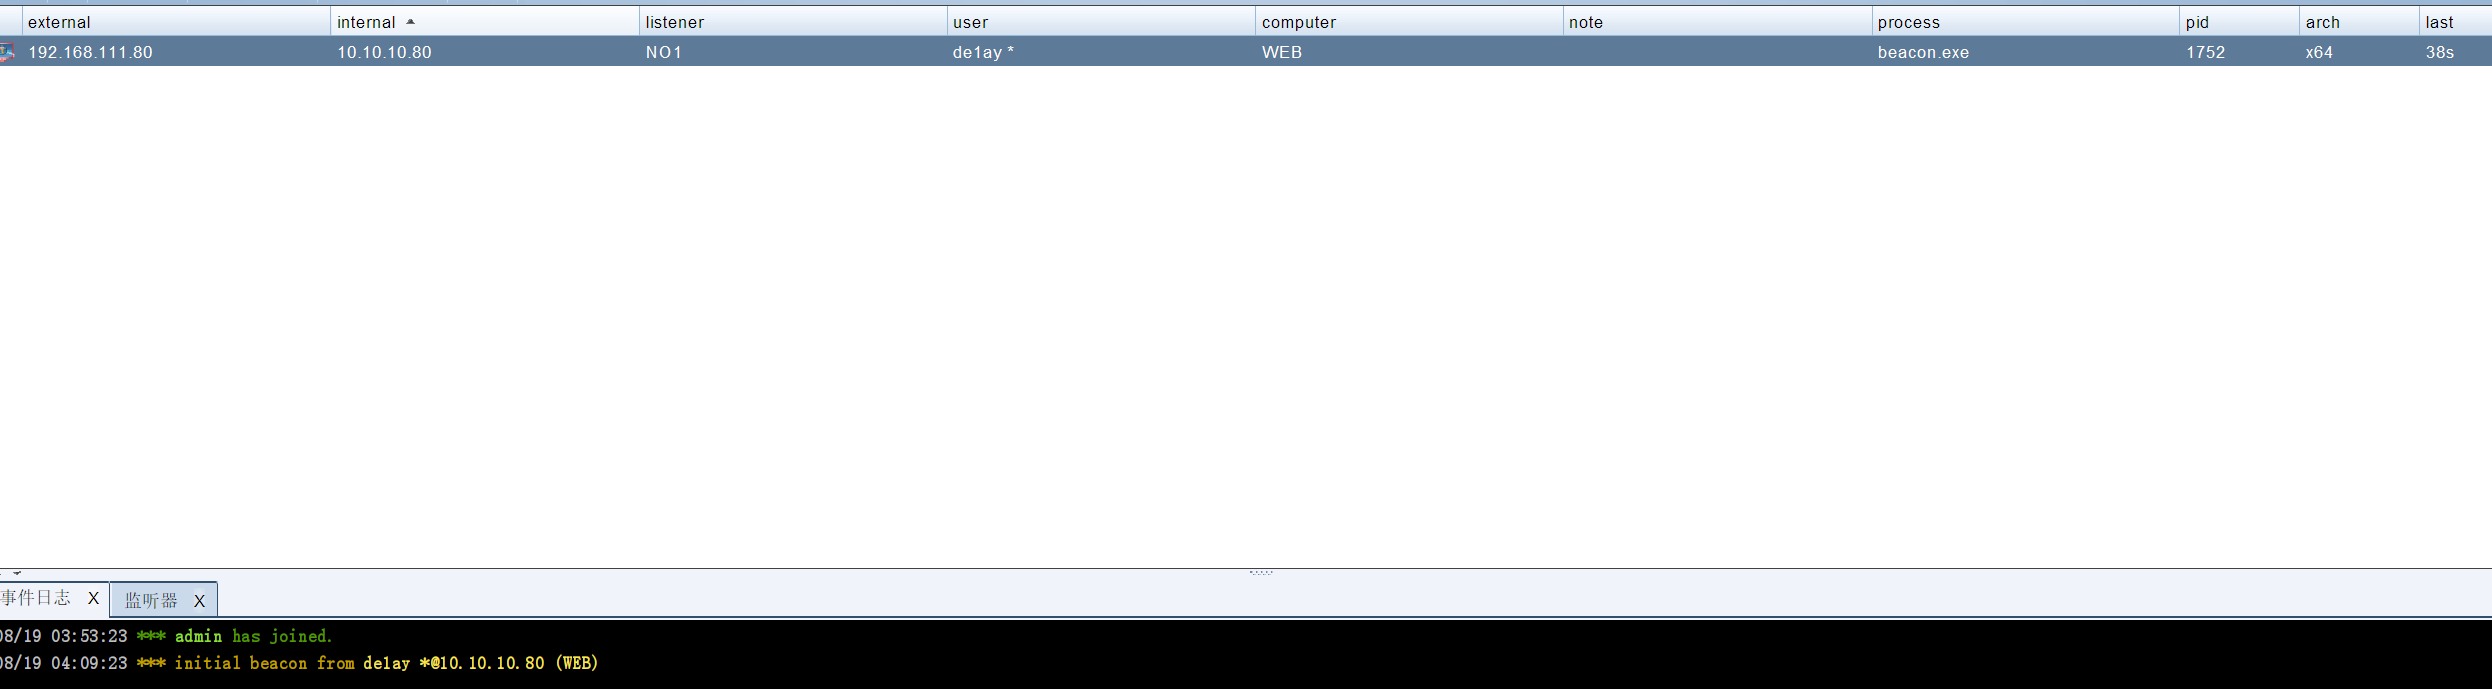 external internal listener user computer note process pid arch last
192.168.111.80 10.10.10.80 NO1 de1ay * WEB beacon.exe 1752 x64 38s
事件日志 X 监听器 X
08/19 03:53:23 *** admin has joined.
08/19 04:09:23 *** initial beacon from de1ay *@10.10.10.80 (WEB)